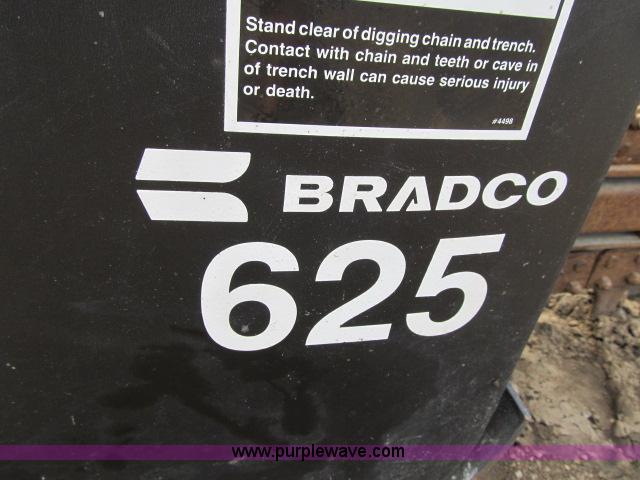 Stand clear of digging chain and trench.
Contact with chain and teeth or cave in
of trench wall can cause serious injury
or death.
#4498
BRADCO
625
www.purplewave.com